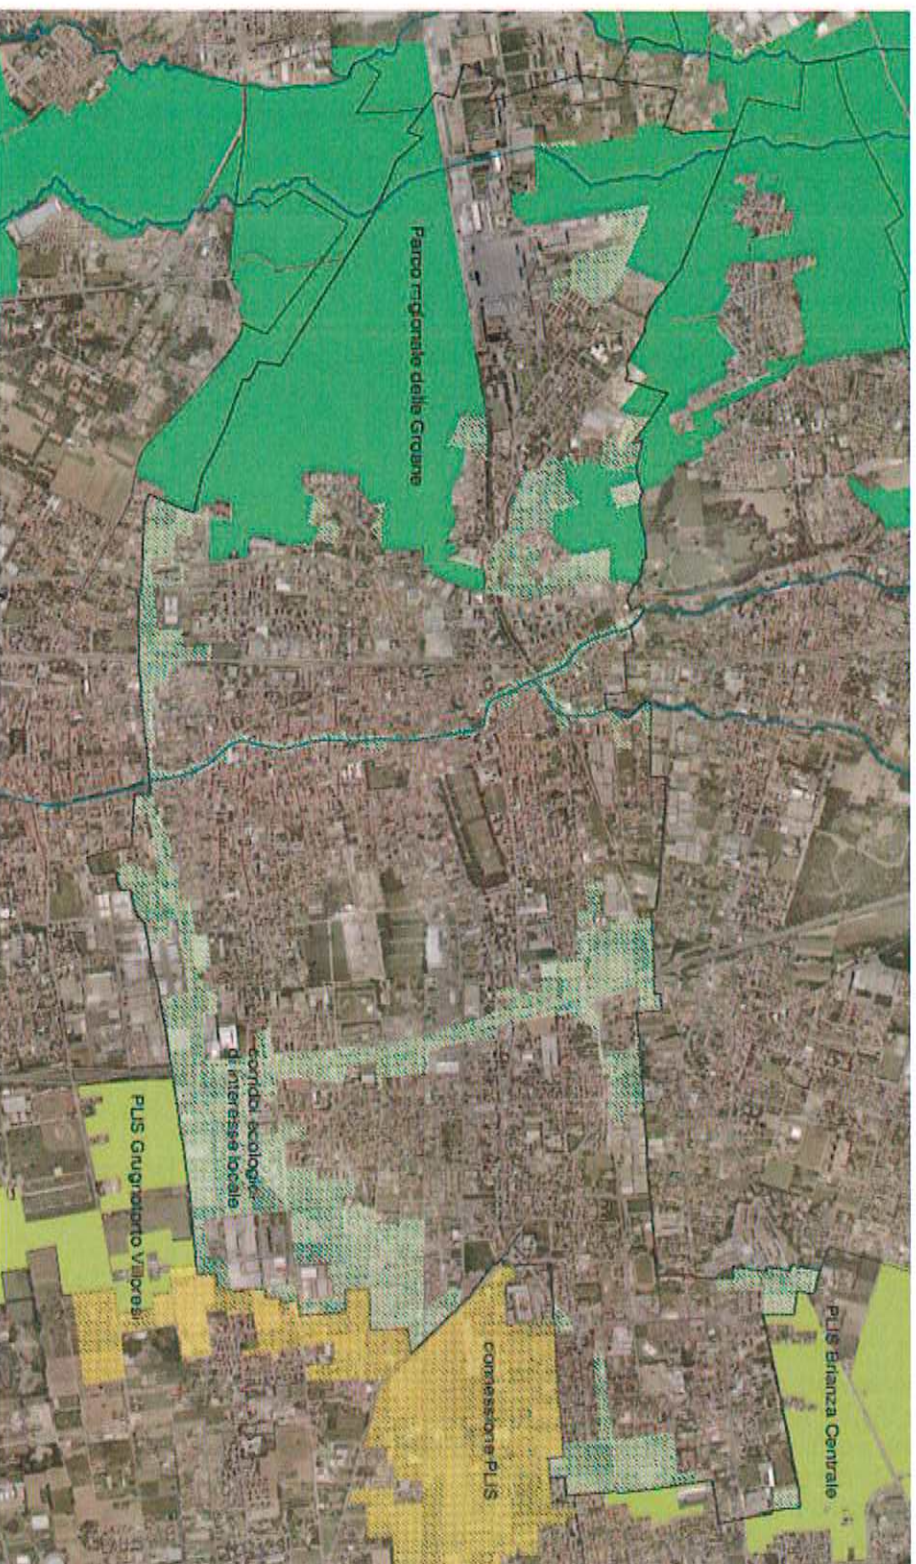 Parco regionale delle Groane
corridoi ecologici
di interesse locale
PLIS Grugnotorto Villoresi
connessione PLIS
PLIS Brianza Centrale